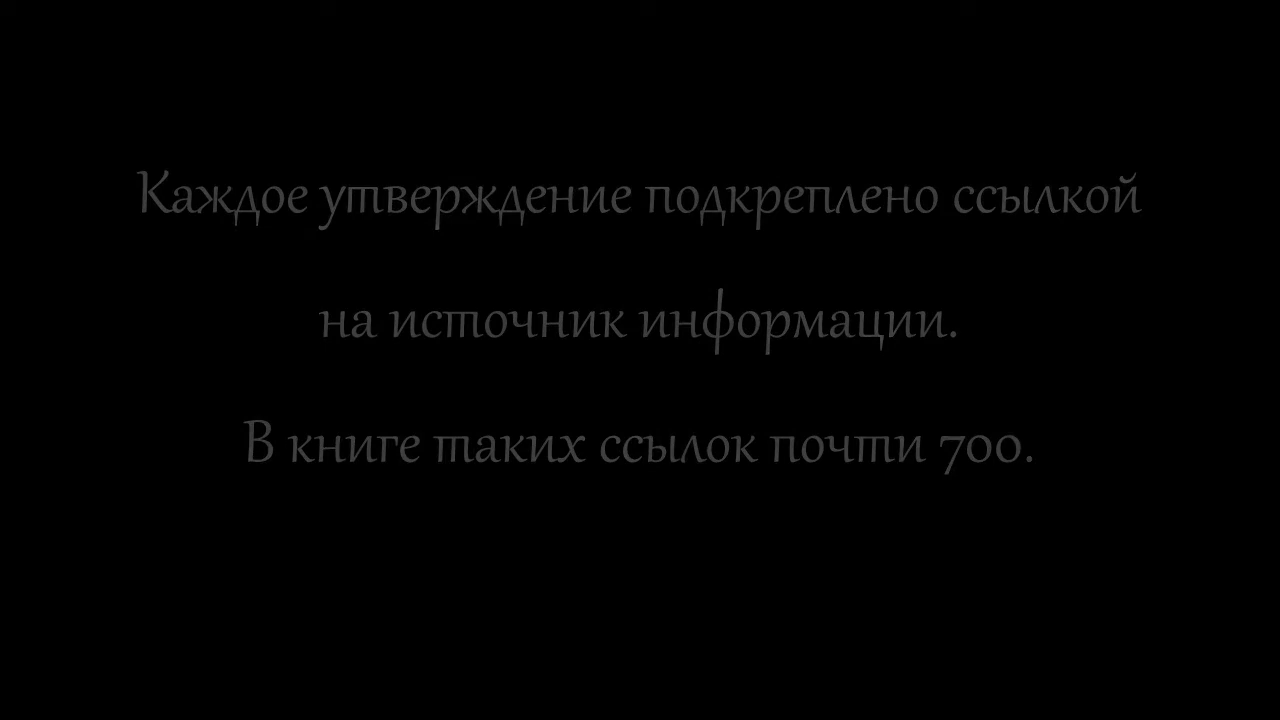 Каждое утверждение подкреплено ссылкой
на источник информации.
В книге таких ссылок почти 700.